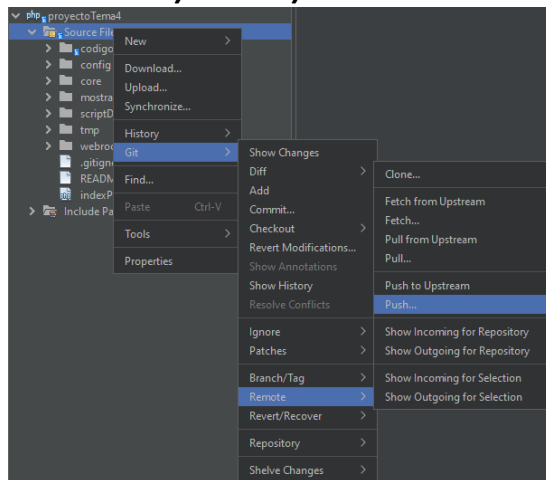 php proyectoTema4
Source File
codigo
config
core
mostra
scriptD
tmp
webroo
.gitign
READM
indexP
Include Pa
New
Download...
Upload...
Synchronize...
History
Git
Find...
Paste Ctrl-V
Tools
Properties
Show Changes
Diff
Add
Commit...
Checkout
Revert Modifications...
Show Annotations
Show History
Resolve Conflicts
Ignore
Patches
Branch/Tag
Remote
Revert/Recover
Repository
Shelve Changes
Clone...
Fetch from Upstream
Fetch...
Pull from Upstream
Pull...
Push to Upstream
Push...
Show Incoming for Repository
Show Outgoing for Repository
Show Incoming for Selection
Show Outgoing for Selection